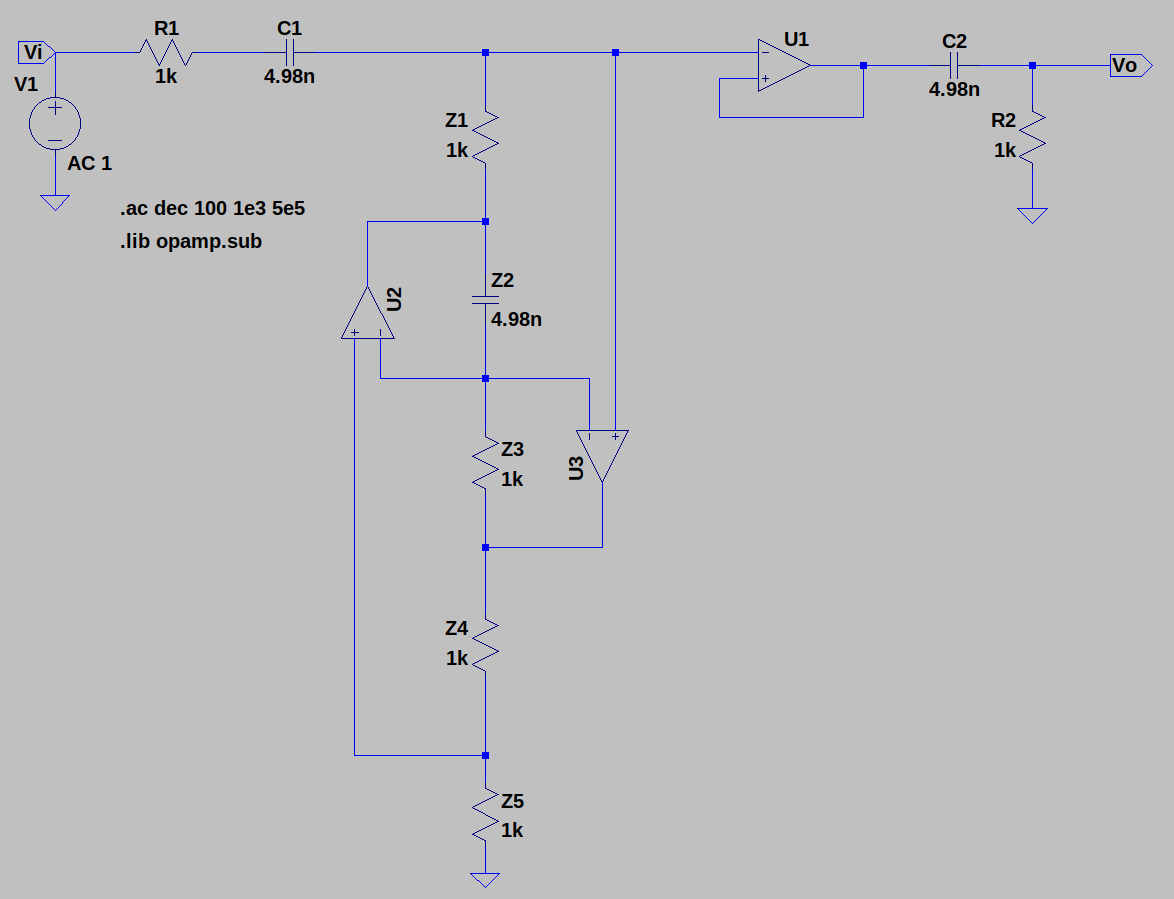 R1
C1
Vi
1k
4.98n
V1
AC 1
.ac dec 100 1e3 5e5
.lib opamp.sub
Z1
1k
U1
C2
4.98n
Vo
R2
1k
U2
Z2
4.98n
Z3
1k
U3
Z4
1k
Z5
1k